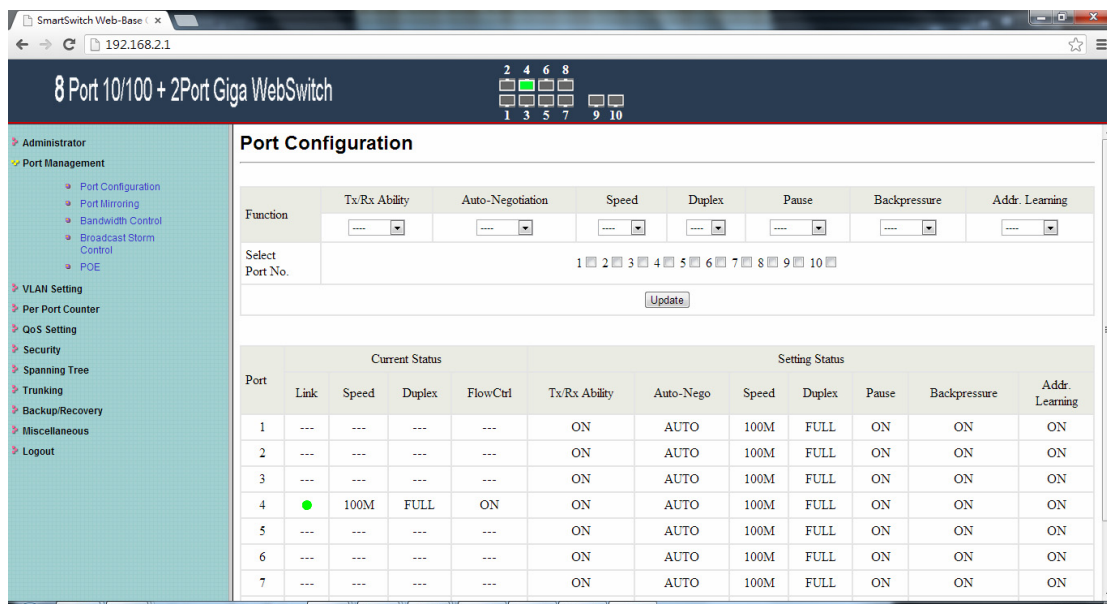 SmartSwitch Web-Base (
192.168.2.1
8 Port 10/100 + 2Port Giga WebSwitch
2 4 6 8
1 3 5 7 9 10
Administrator
Port Management
Port Configuration
Port Mirroring
Bandwidth Control
Broadcast Storm
Control
POE
VLAN Setting
Per Port Counter
QoS Setting
Security
Spanning Tree
Trunking
Backup/Recovery
Miscellaneous
Logout
Port Configuration
Function Tx/Rx Ability Auto-Negotiation Speed Duplex Pause Backpressure Addr. Learning
---- ---- ---- ---- ---- ---- ----
Select
Port No.
1 2 3 4 5 6 7 8 9 10
Update
Port Current Status Setting Status
Link Speed Duplex FlowCtrl Tx/Rx Ability Auto-Nego Speed Duplex Pause Backpressure Addr.
Learning
1 --- --- --- --- ON AUTO 100M FULL ON ON ON
2 --- --- --- --- ON AUTO 100M FULL ON ON ON
3 --- --- --- --- ON AUTO 100M FULL ON ON ON
4 100M FULL ON ON AUTO 100M FULL ON ON ON
5 --- --- --- --- ON AUTO 100M FULL ON ON ON
6 --- --- --- --- ON AUTO 100M FULL ON ON ON
7 --- --- --- --- ON AUTO 100M FULL ON ON ON